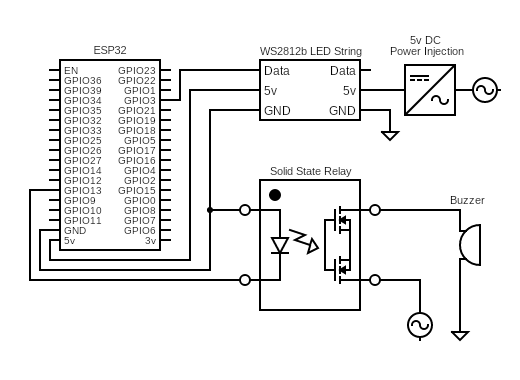 ESP32
EN GPIO23
GPIO36 GPIO22
GPIO39 GPIO1
GPIO34 GPIO3
GPIO35 GPIO21
GPIO32 GPIO19
GPIO33 GPIO18
GPIO25 GPIO5
GPIO26 GPIO17
GPIO27 GPIO16
GPIO14 GPIO4
GPIO12 GPIO2
GPIO13 GPIO15
GPIO9 GPIO0
GPIO10 GPIO8
GPIO11 GPIO7
GND GPIO6
5v 3v
WS2812b LED String
Data Data
5v 5v
GND GND
5v DC
Power Injection
Solid State Relay
Buzzer